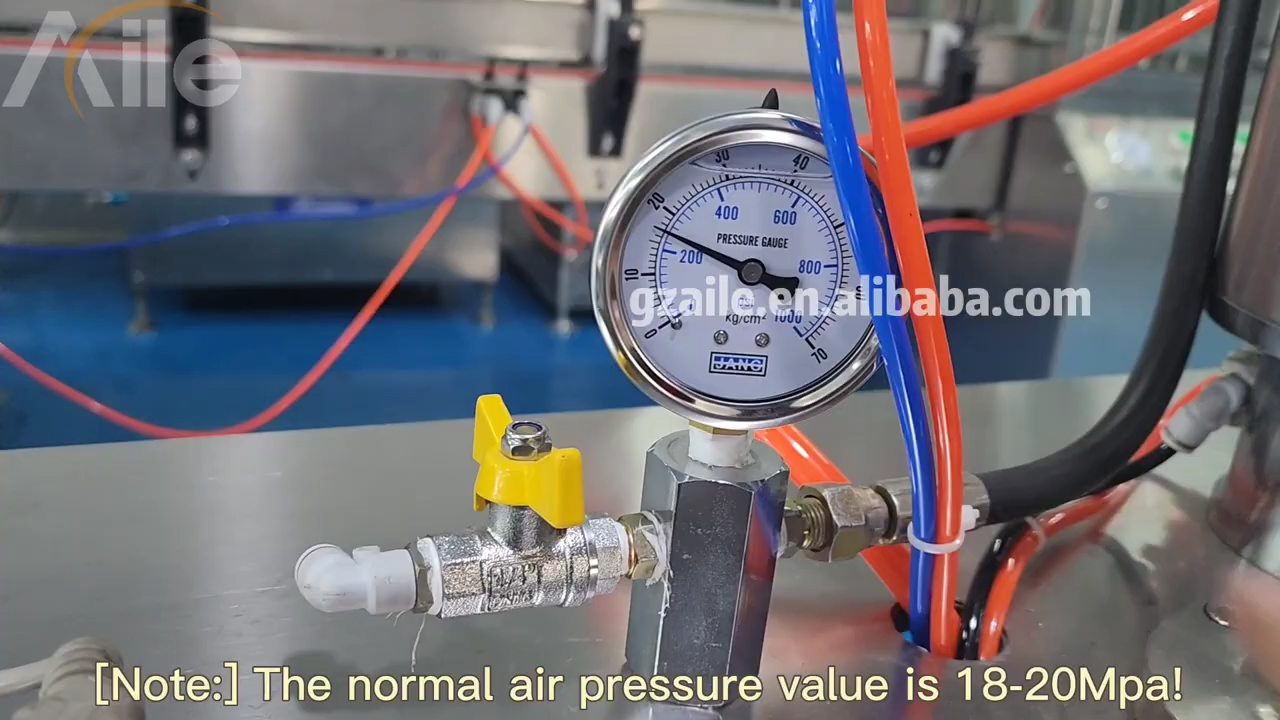 Aile
30
40
20
400
600
PRESSURE GAUGE
200
800
10
gzaile.en.alibaba.com
kg/cm²
1000
0
70
JANG
[Note:] The normal air pressure value is 18-20Mpa!